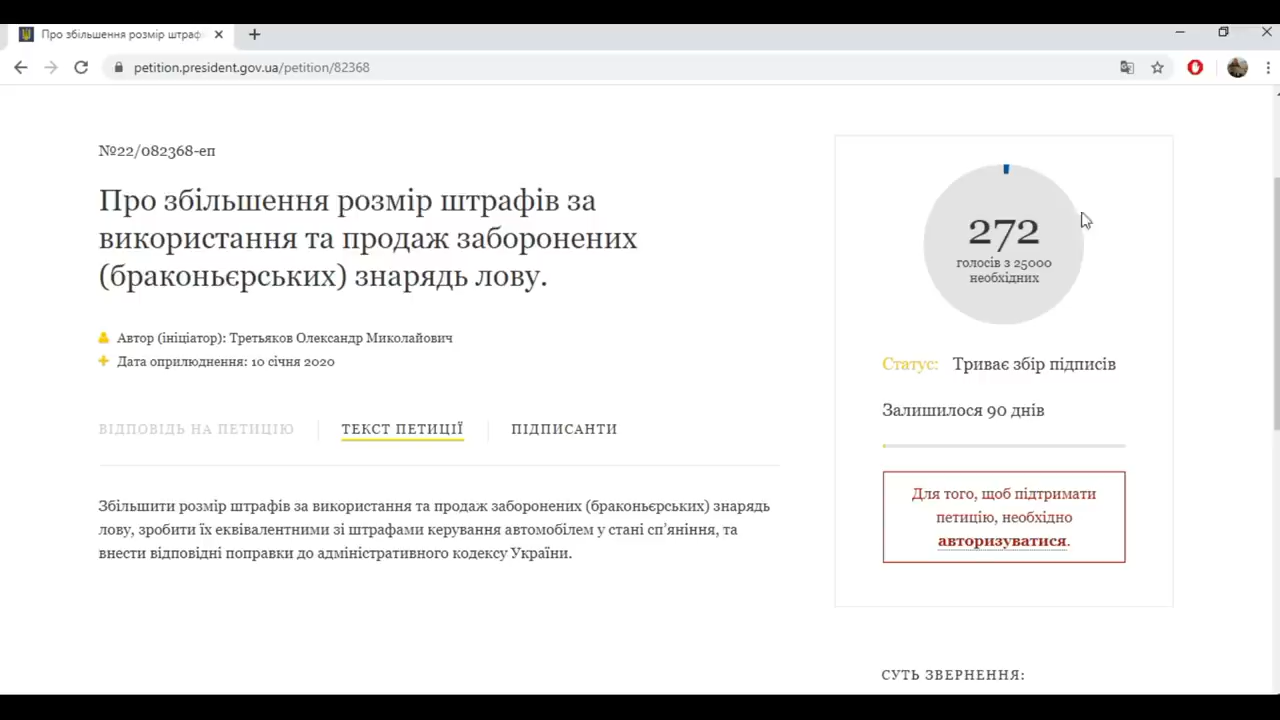 Про збільшення розмір штраф
petition.president.gov.ua/petition/82368
№22/082368-еп
Про збільшення розмір штрафів за
використання та продаж заборонених
(браконьєрських) знарядь лову.
Автор (ініціатор): Третьяков Олександр Миколайович
Дата оприлюднення: 10 січня 2020
ВІДПОВІДЬ НА ПЕТИЦІЮ
ТЕКСТ ПЕТИЦІЇ
ПІДПИСАНТИ
Збільшити розмір штрафів за використання та продаж заборонених (браконьєрських) знарядь
лову, зробити їх еквівалентними зі штрафами керування автомобілем у стані сп’яніння, та
внести відповідні поправки до адміністративного кодексу України.
272
голосів з 25000
необхідних
Статус: Триває збір підписів
Залишилося 90 днів
Для того, щоб підтримати
петицію, необхідно
авторизуватися.
СУТЬ ЗВЕРНЕННЯ: